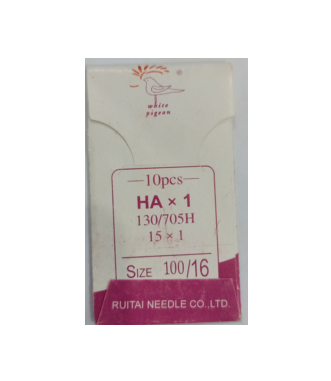 ®
white
pigeon
10pcs
HA × 1
130/705H
15 × 1
SIZE 100/16
RUITAI NEEDLE CO.,LTD.